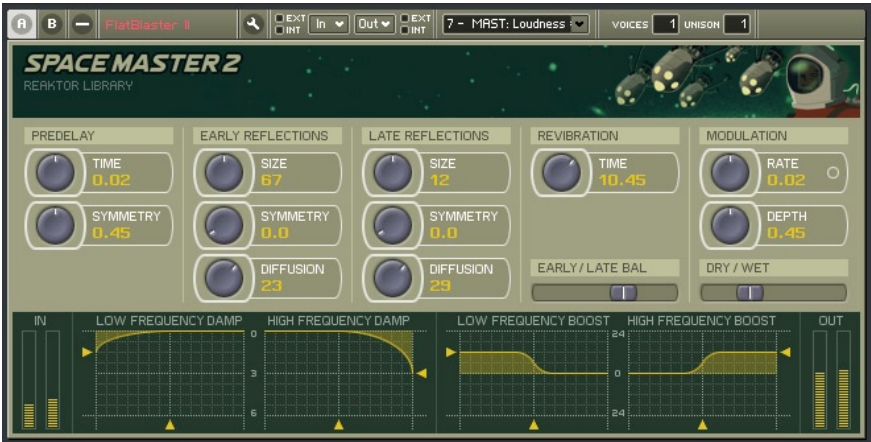 A B FlatBlaster II EXT INT In Out EXT INT 7 - MAST: Loudness VOICES 1 UNISON 1
SPACE MASTER 2
REAKTOR LIBRARY
PREDELAY EARLY REFLECTIONS LATE REFLECTIONS REVIBRATION MODULATION
TIME SIZE SIZE TIME RATE
0.02 67 12 10.45 0.02
SYMMETRY SYMMETRY SYMMETRY DEPTH
0.45 0.0 0.0 0.45
DIFFUSION DIFFUSION EARLY / LATE BAL DRY / WET
23 29
IN LOW FREQUENCY DAMP HIGH FREQUENCY DAMP LOW FREQUENCY BOOST HIGH FREQUENCY BOOST OUT
0 24
3 0
6 24